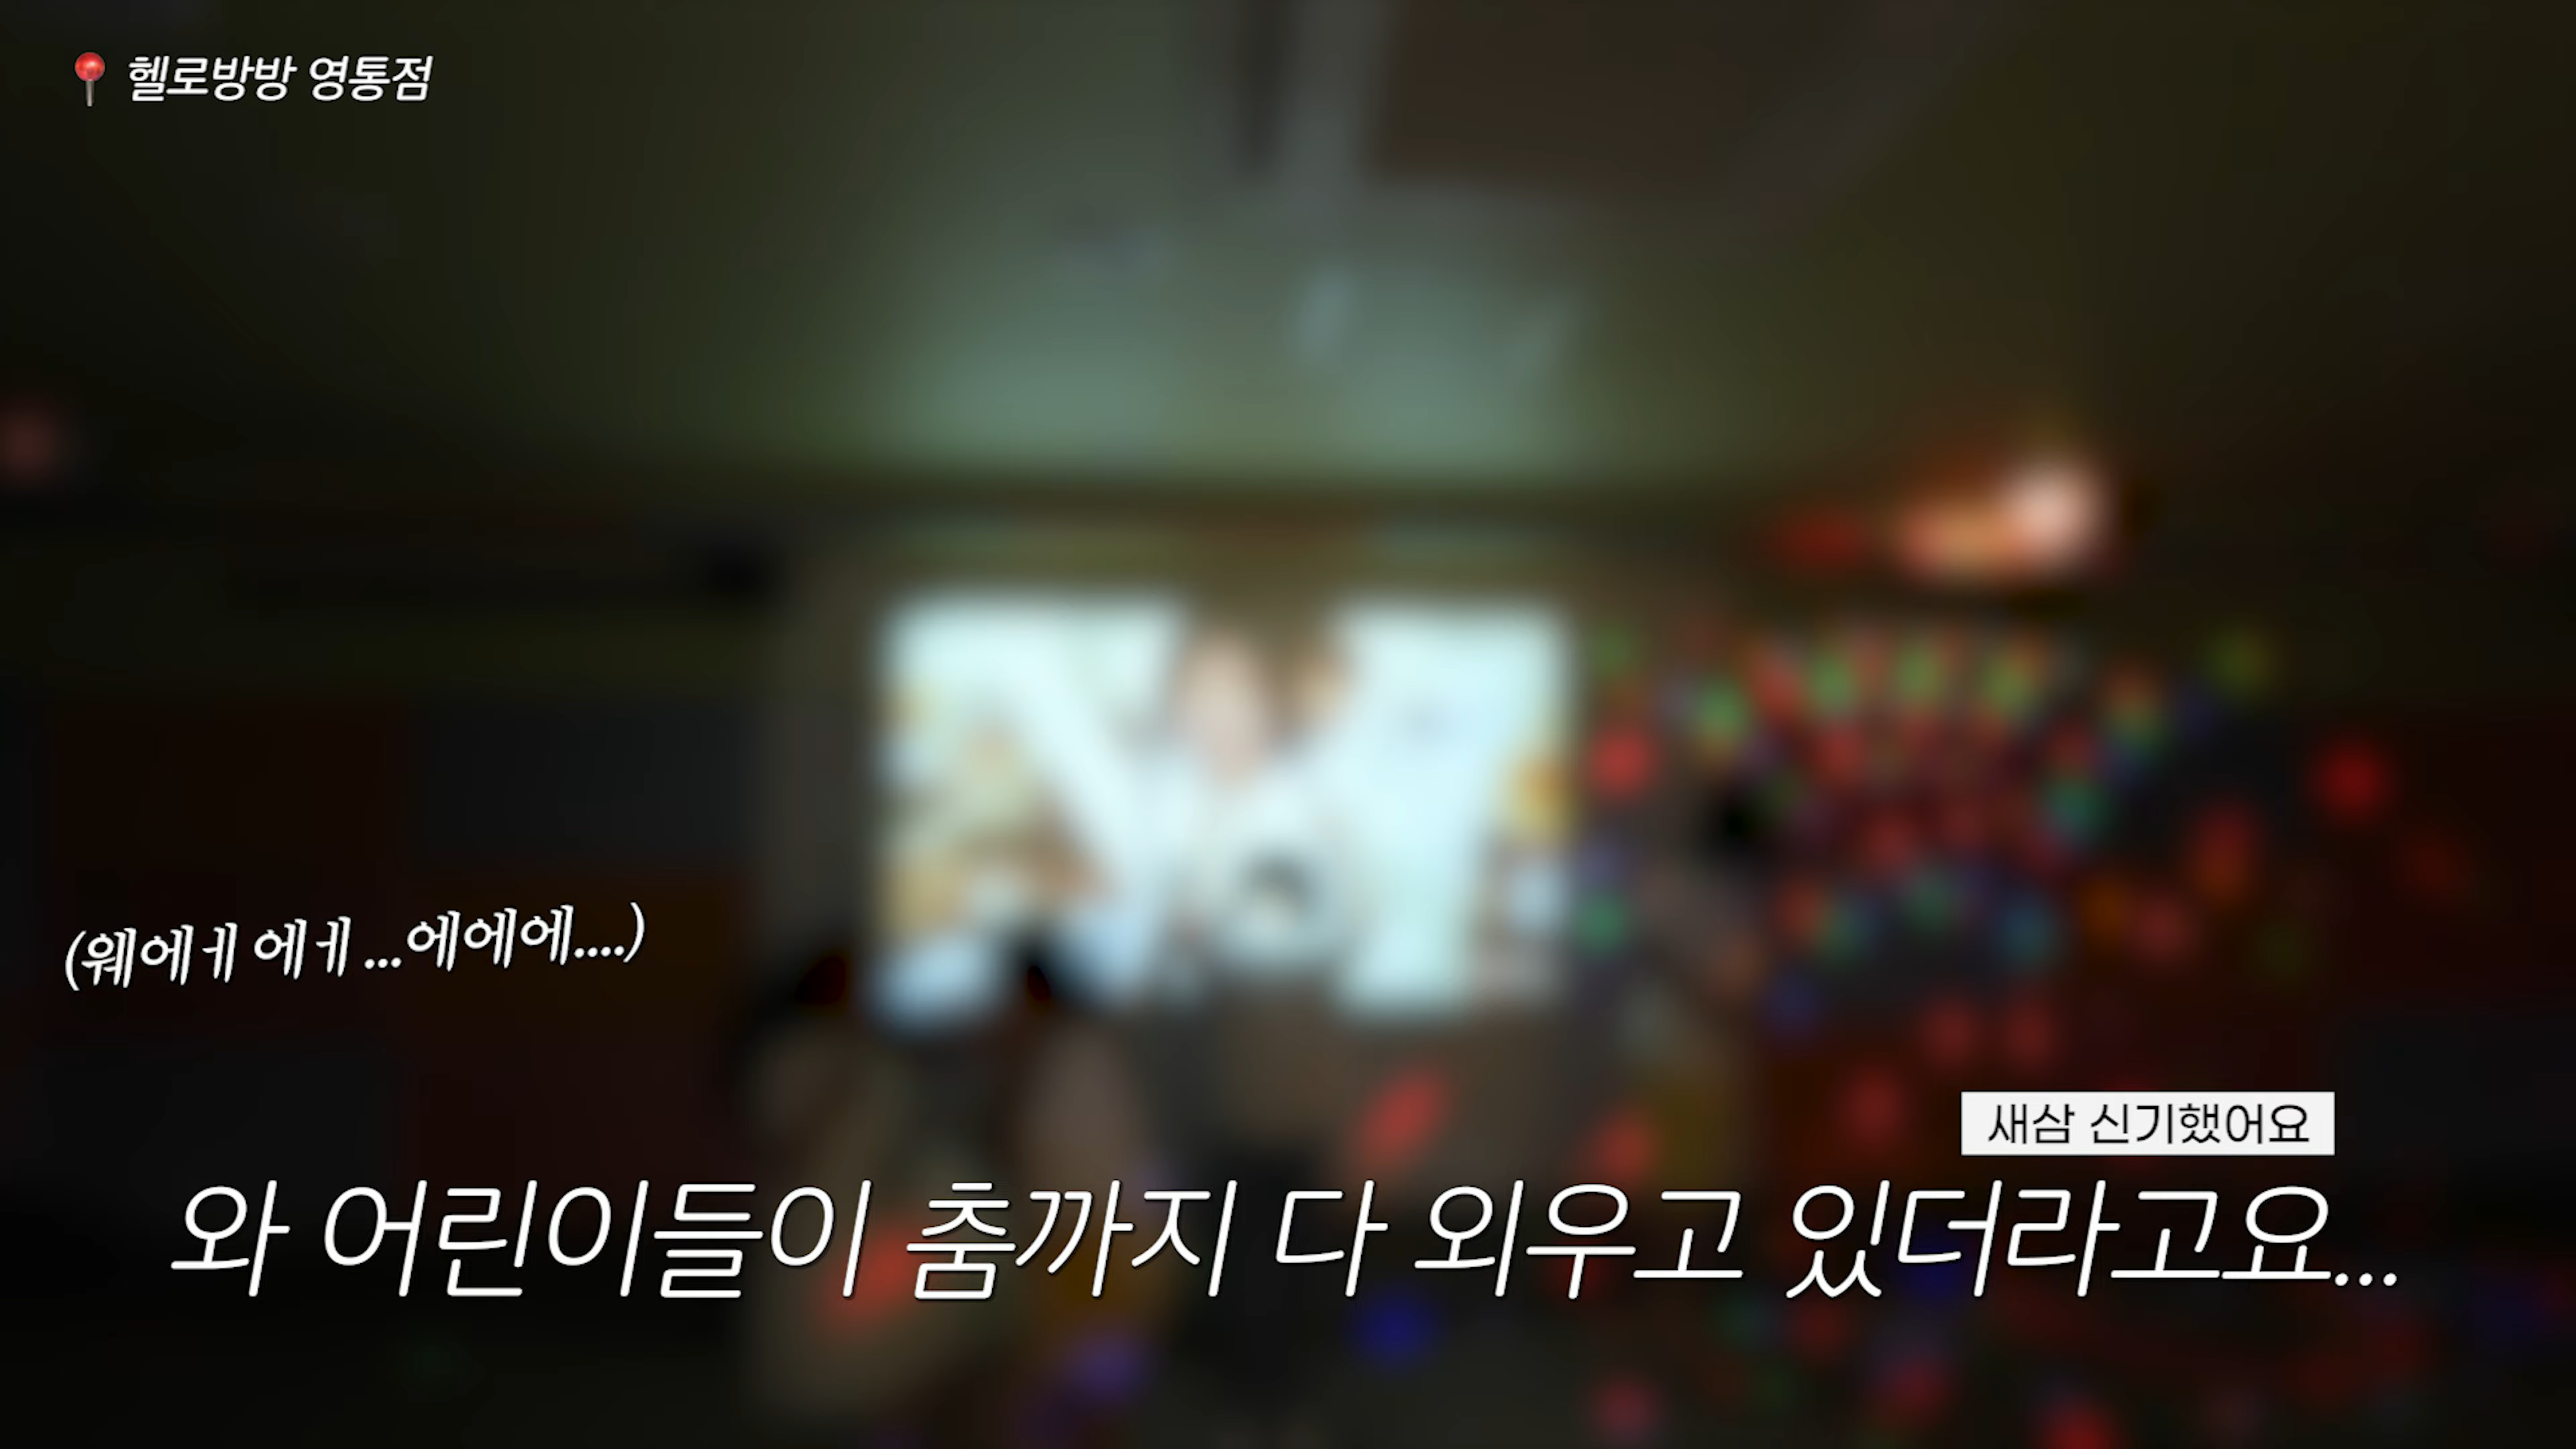 헬로방방 영통점
(웨에ㅔ 에ㅔ ...에에에....)
새삼 신기했어요
와 어린이들이 춤까지 다 외우고 있더라고요...